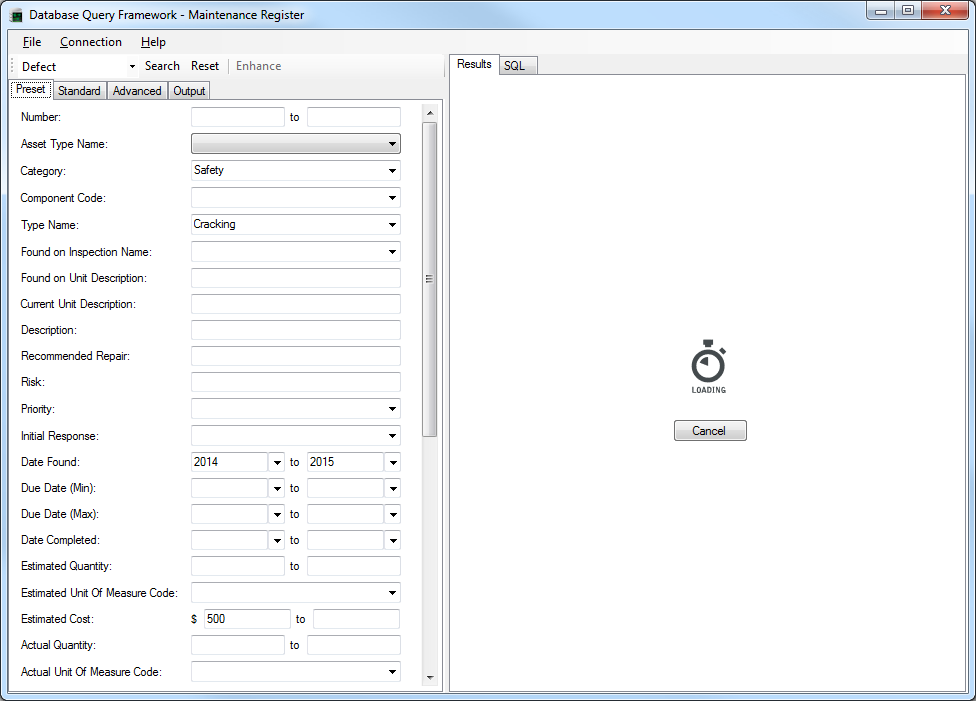 Database Query Framework - Maintenance Register
File Connection Help
Defect Search Reset Enhance
Preset Standard Advanced Output
Number: to
Asset Type Name:
Category: Safety
Component Code:
Type Name: Cracking
Found on Inspection Name:
Found on Unit Description:
Current Unit Description:
Description:
Recommended Repair:
Risk:
Priority:
Initial Response:
Date Found: 2014 to 2015
Due Date (Min): to
Due Date (Max): to
Date Completed: to
Estimated Quantity: to
Estimated Unit Of Measure Code:
Estimated Cost: $ 500 to
Actual Quantity: to
Actual Unit Of Measure Code:
Results SQL
LOADING
Cancel